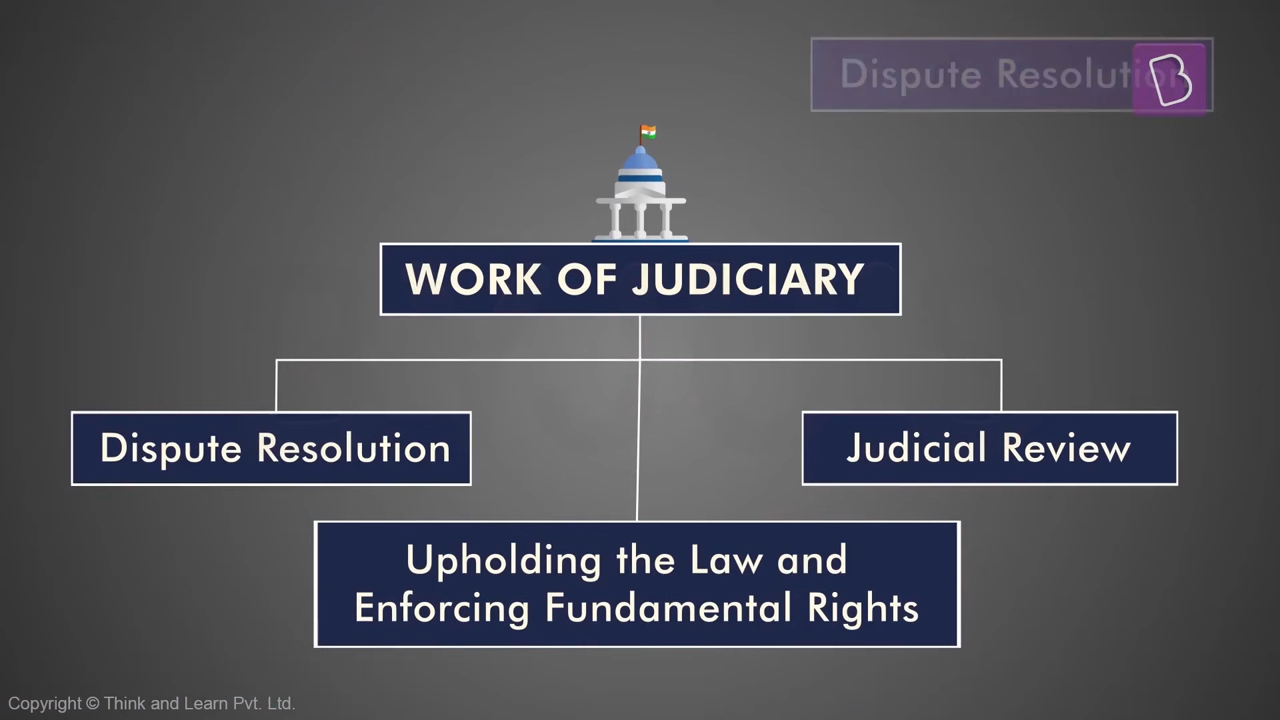 Dispute Resolution
B
WORK OF JUDICIARY
Dispute Resolution
Judicial Review
Upholding the Law and
Enforcing Fundamental Rights
Copyright © Think and Learn Pvt. Ltd.